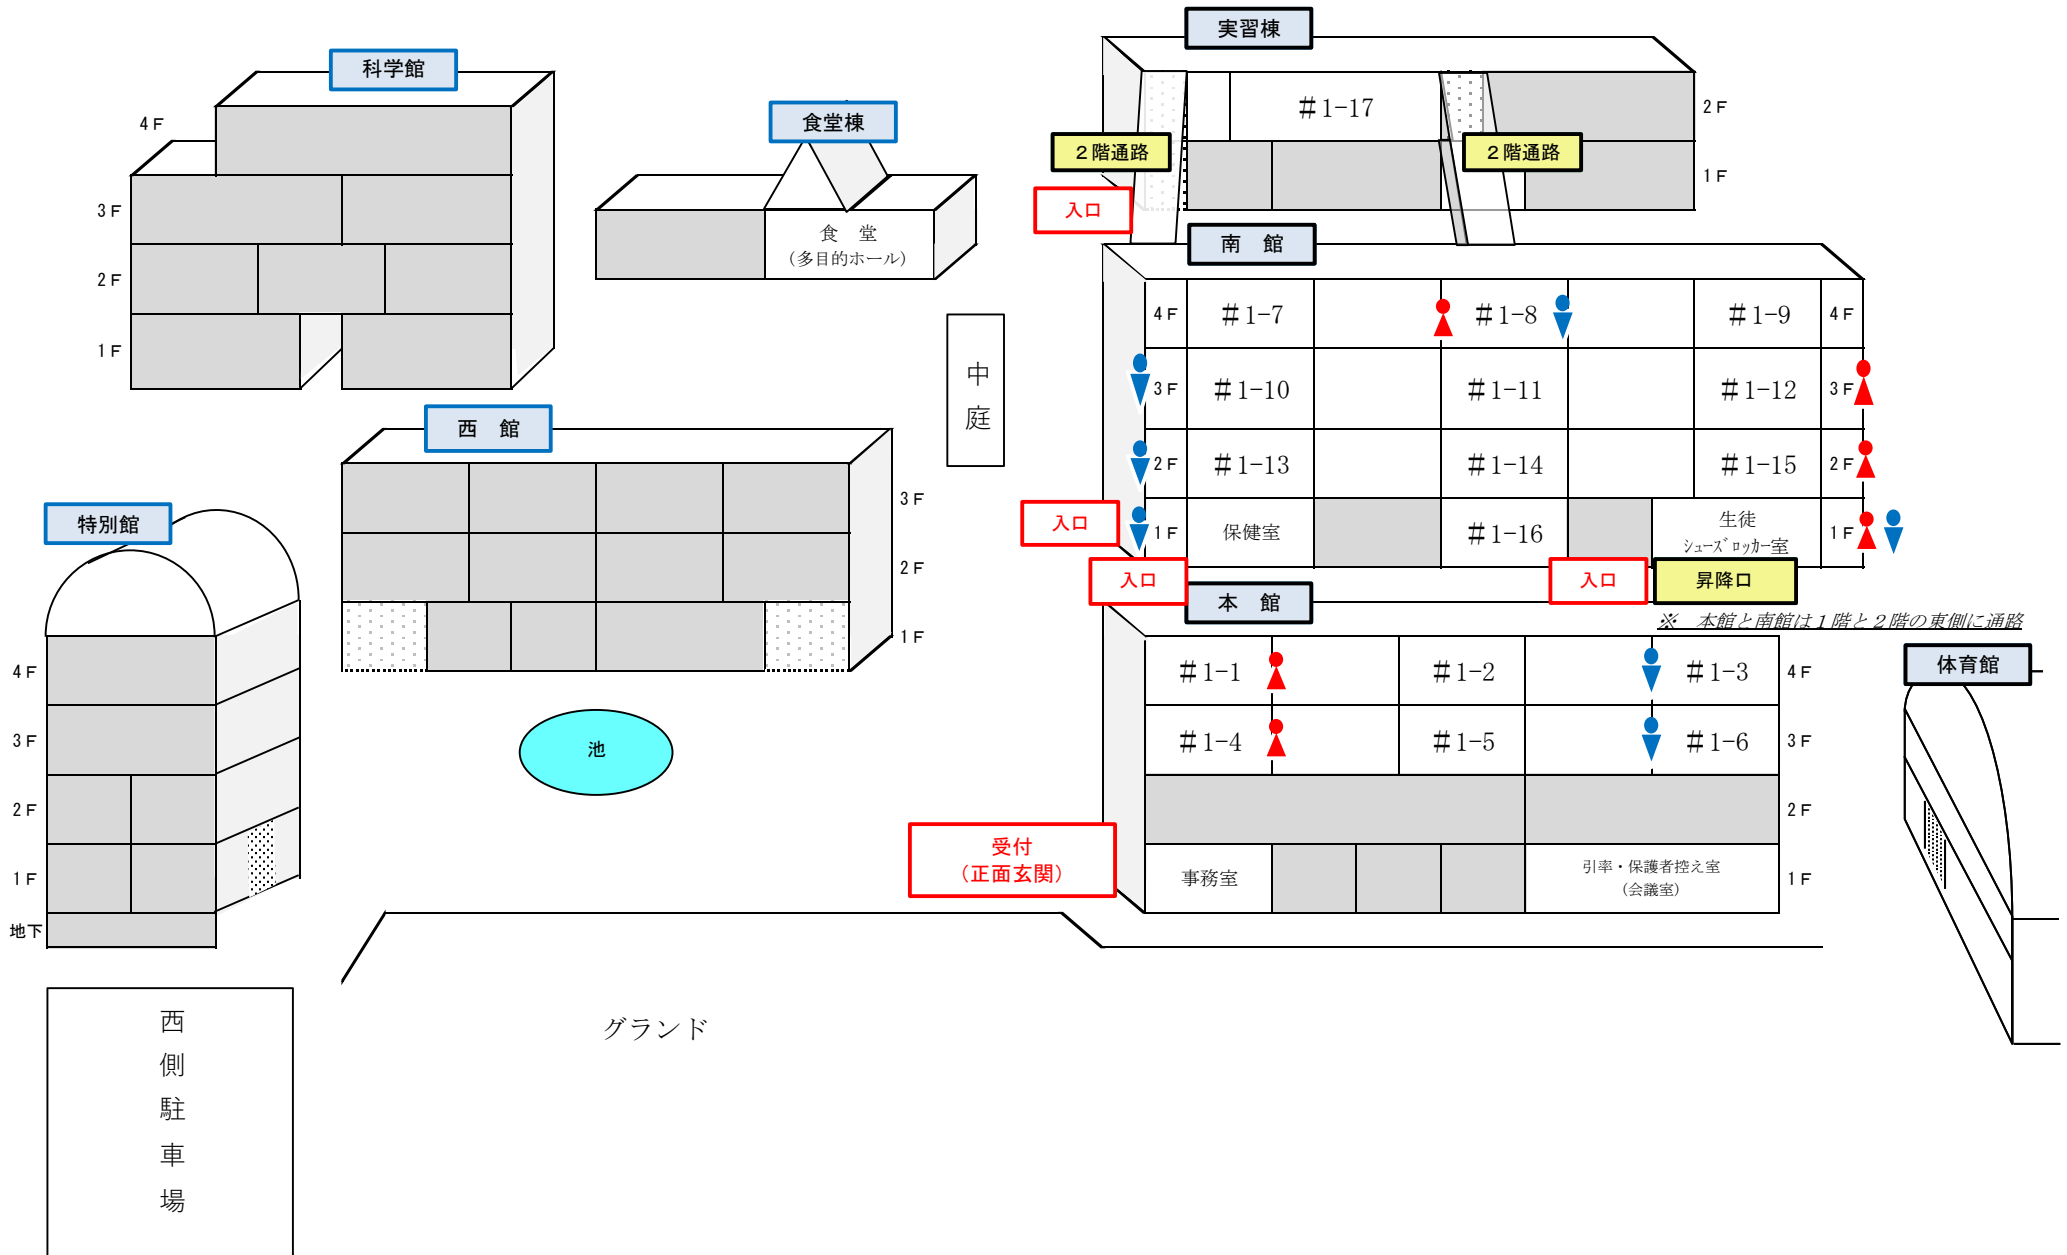 実習棟
科学館
食堂棟
4F
3F
2F
1F
食 堂
(多目的ホール)
#1-17
2F
1F
2階通路
2階通路
入口
南 館
中庭
4F
#1-7
#1-8
#1-9
4F
3F
#1-10
#1-11
#1-12
3F
2F
#1-13
#1-14
#1-15
2F
入口
1F
保健室
#1-16
生徒
シューズロッカー室
1F
入口
入口
昇降口
本 館
※ 本館と南館は1階と2階の東側に通路
西 館
3F
2F
1F
特別館
4F
3F
2F
1F
地下
池
#1-1
#1-2
#1-3
4F
#1-4
#1-5
#1-6
3F
2F
体育館
受付
(正面玄関)
事務室
引率・保護者控え室
(会議室)
1F
グランド
西側駐車場